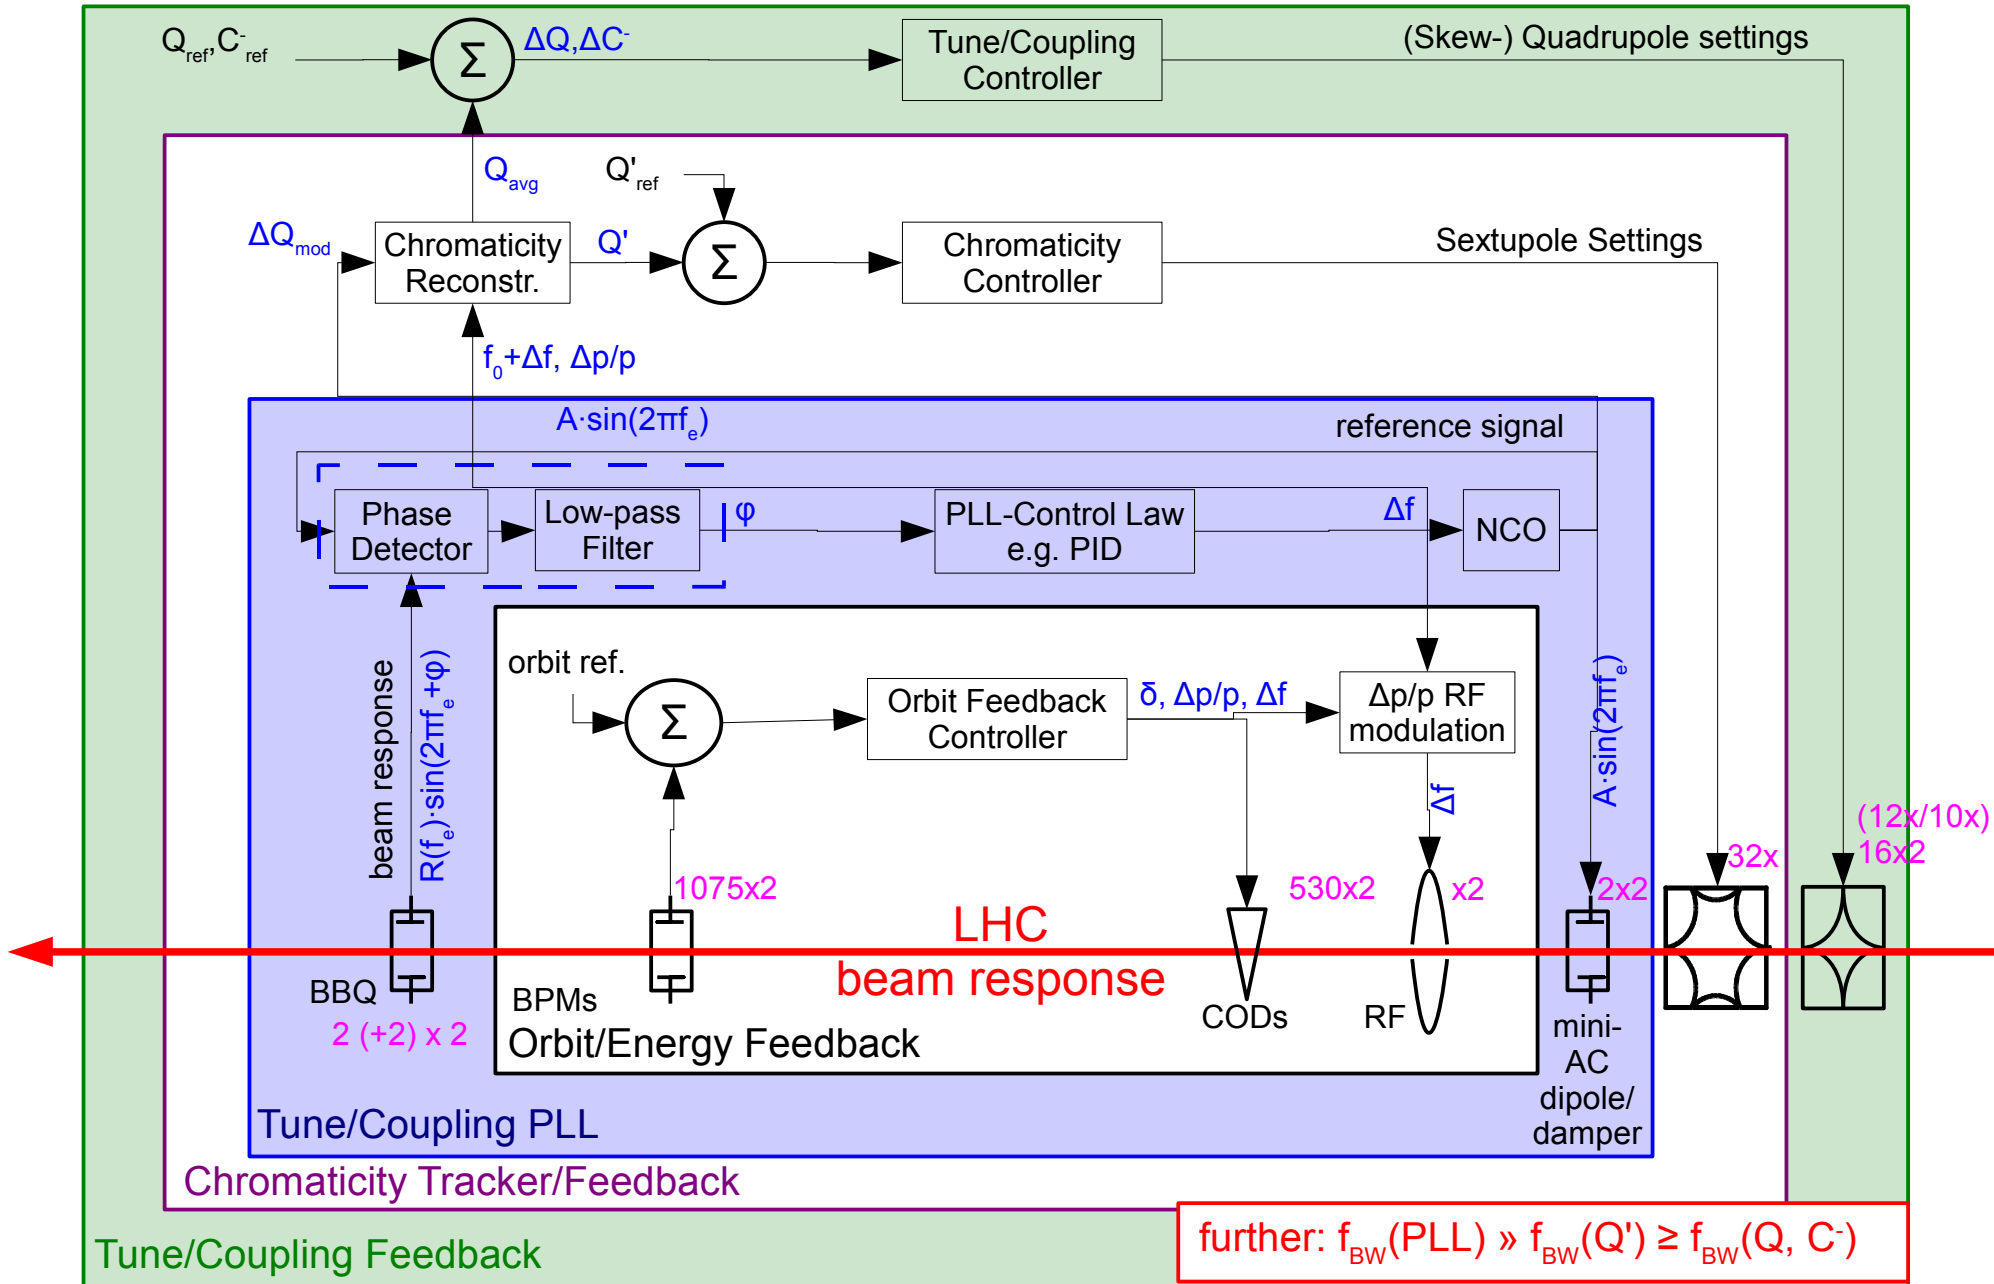 Q_ref, C⁻_ref
Σ
ΔQ,ΔC⁻
Tune/Coupling
Controller
(Skew-) Quadrupole settings
Q_avg
Q'_ref
ΔQ_mod
Chromaticity
Reconstr.
Q'
Σ
Chromaticity
Controller
Sextupole Settings
f_0+Δf, Δp/p
A·sin(2πf_e)
reference signal
Phase
Detector
Low-pass
Filter
φ
PLL-Control Law
e.g. PID
Δf
NCO
beam response
R(f_e)·sin(2πf_e+φ)
orbit ref.
Σ
Orbit Feedback
Controller
δ, Δp/p, Δf
Δp/p RF
modulation
A·sin(2πf_e)
Δf
(12x/10x)
16x2
32x
1075x2
530x2
x2
2x2
LHC
beam response
BBQ
2 (+2) x 2
BPMs
CODs
RF
mini-
AC
dipole/
damper
Orbit/Energy Feedback
Tune/Coupling PLL
Chromaticity Tracker/Feedback
Tune/Coupling Feedback
further: f_BW(PLL) » f_BW(Q') ≥ f_BW(Q, C⁻)